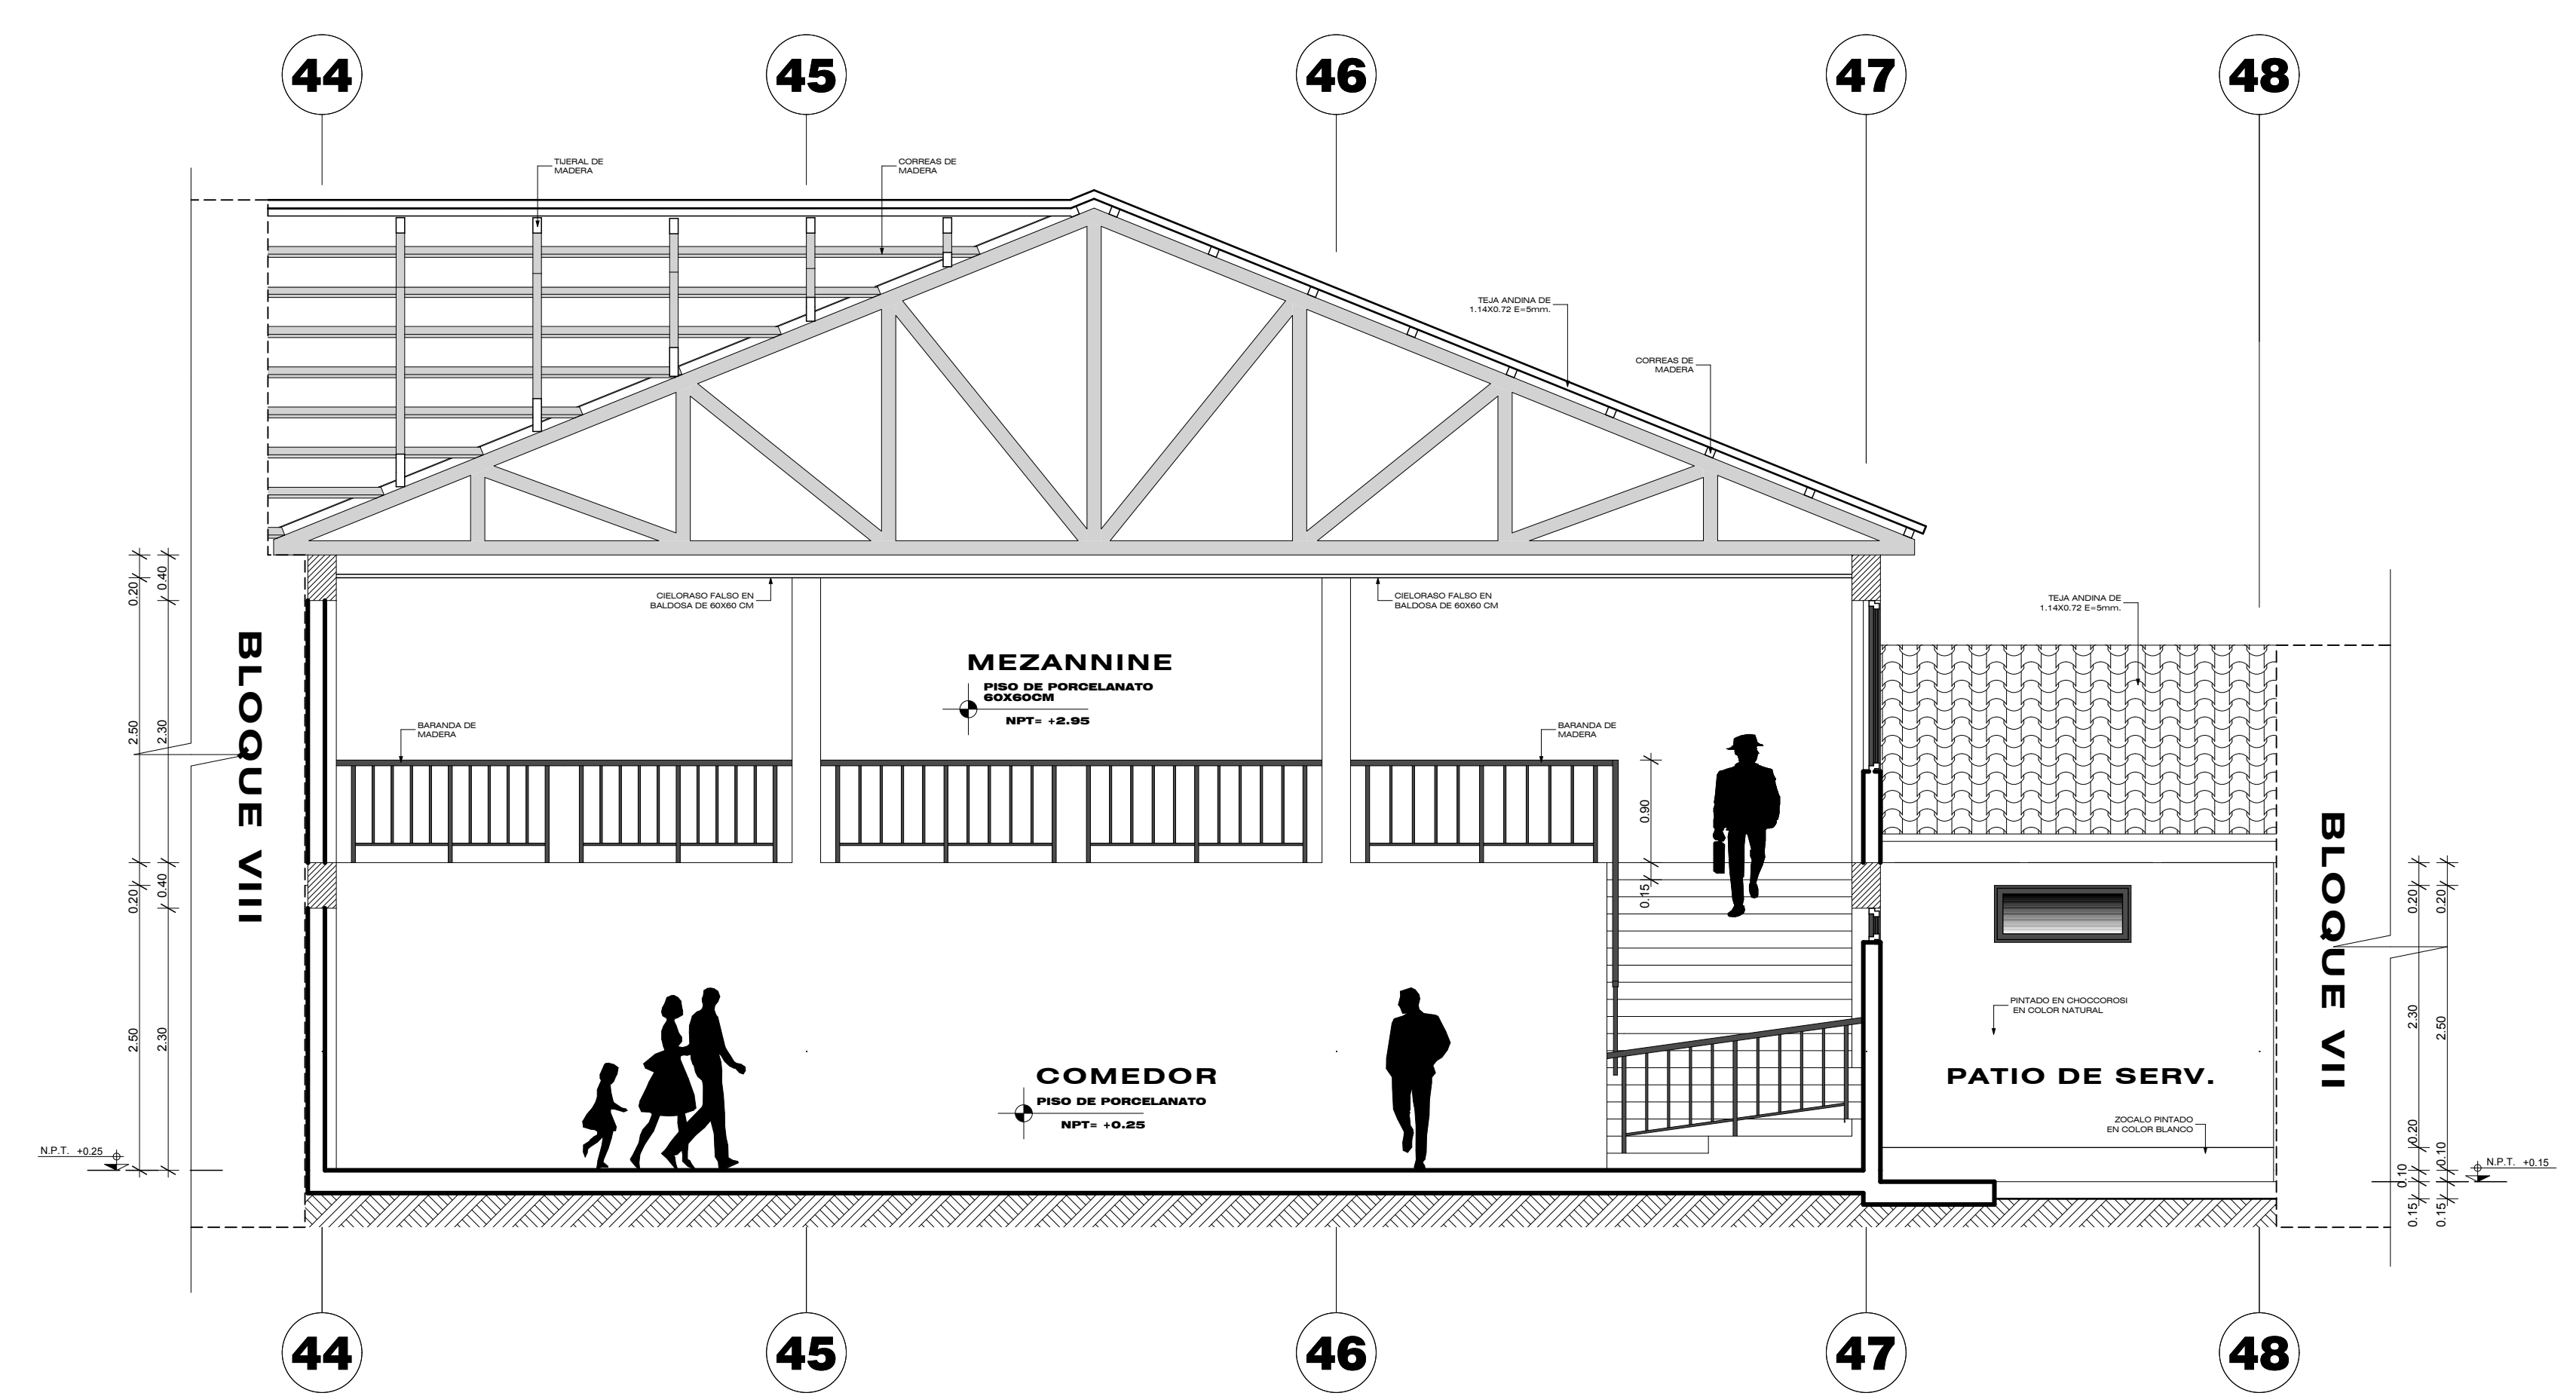 44 45 46 47 48
TIJERAL DE
MADERA
CORREAS DE
MADERA
TEJA ANDINA DE
1.14X0.72 E=5mm.
CORREAS DE
MADERA
0.20
0.40
CIELORASO FALSO EN
BALDOSA DE 60X60 CM
CIELORASO FALSO EN
BALDOSA DE 60X60 CM
TEJA ANDINA DE
1.14X0.72 E=5mm.
BLOQUE VIII
MEZANNINE
PISO DE PORCELANATO
60X60CM
NPT= +2.95
2.50
2.30
BARANDA DE
MADERA
BARANDA DE
MADERA
0.90
0.15
0.20
0.40
BLOQUE VII
0.20
0.20
PINTADO EN CHOCCOROSI
EN COLOR NATURAL
2.50
2.30
2.30
2.50
COMEDOR
PISO DE PORCELANATO
NPT= +0.25
PATIO DE SERV.
ZOCALO PINTADO
EN COLOR BLANCO
N.P.T. +0.25
0.20
0.10
0.10
N.P.T. +0.15
0.15
0.15
44 45 46 47 48